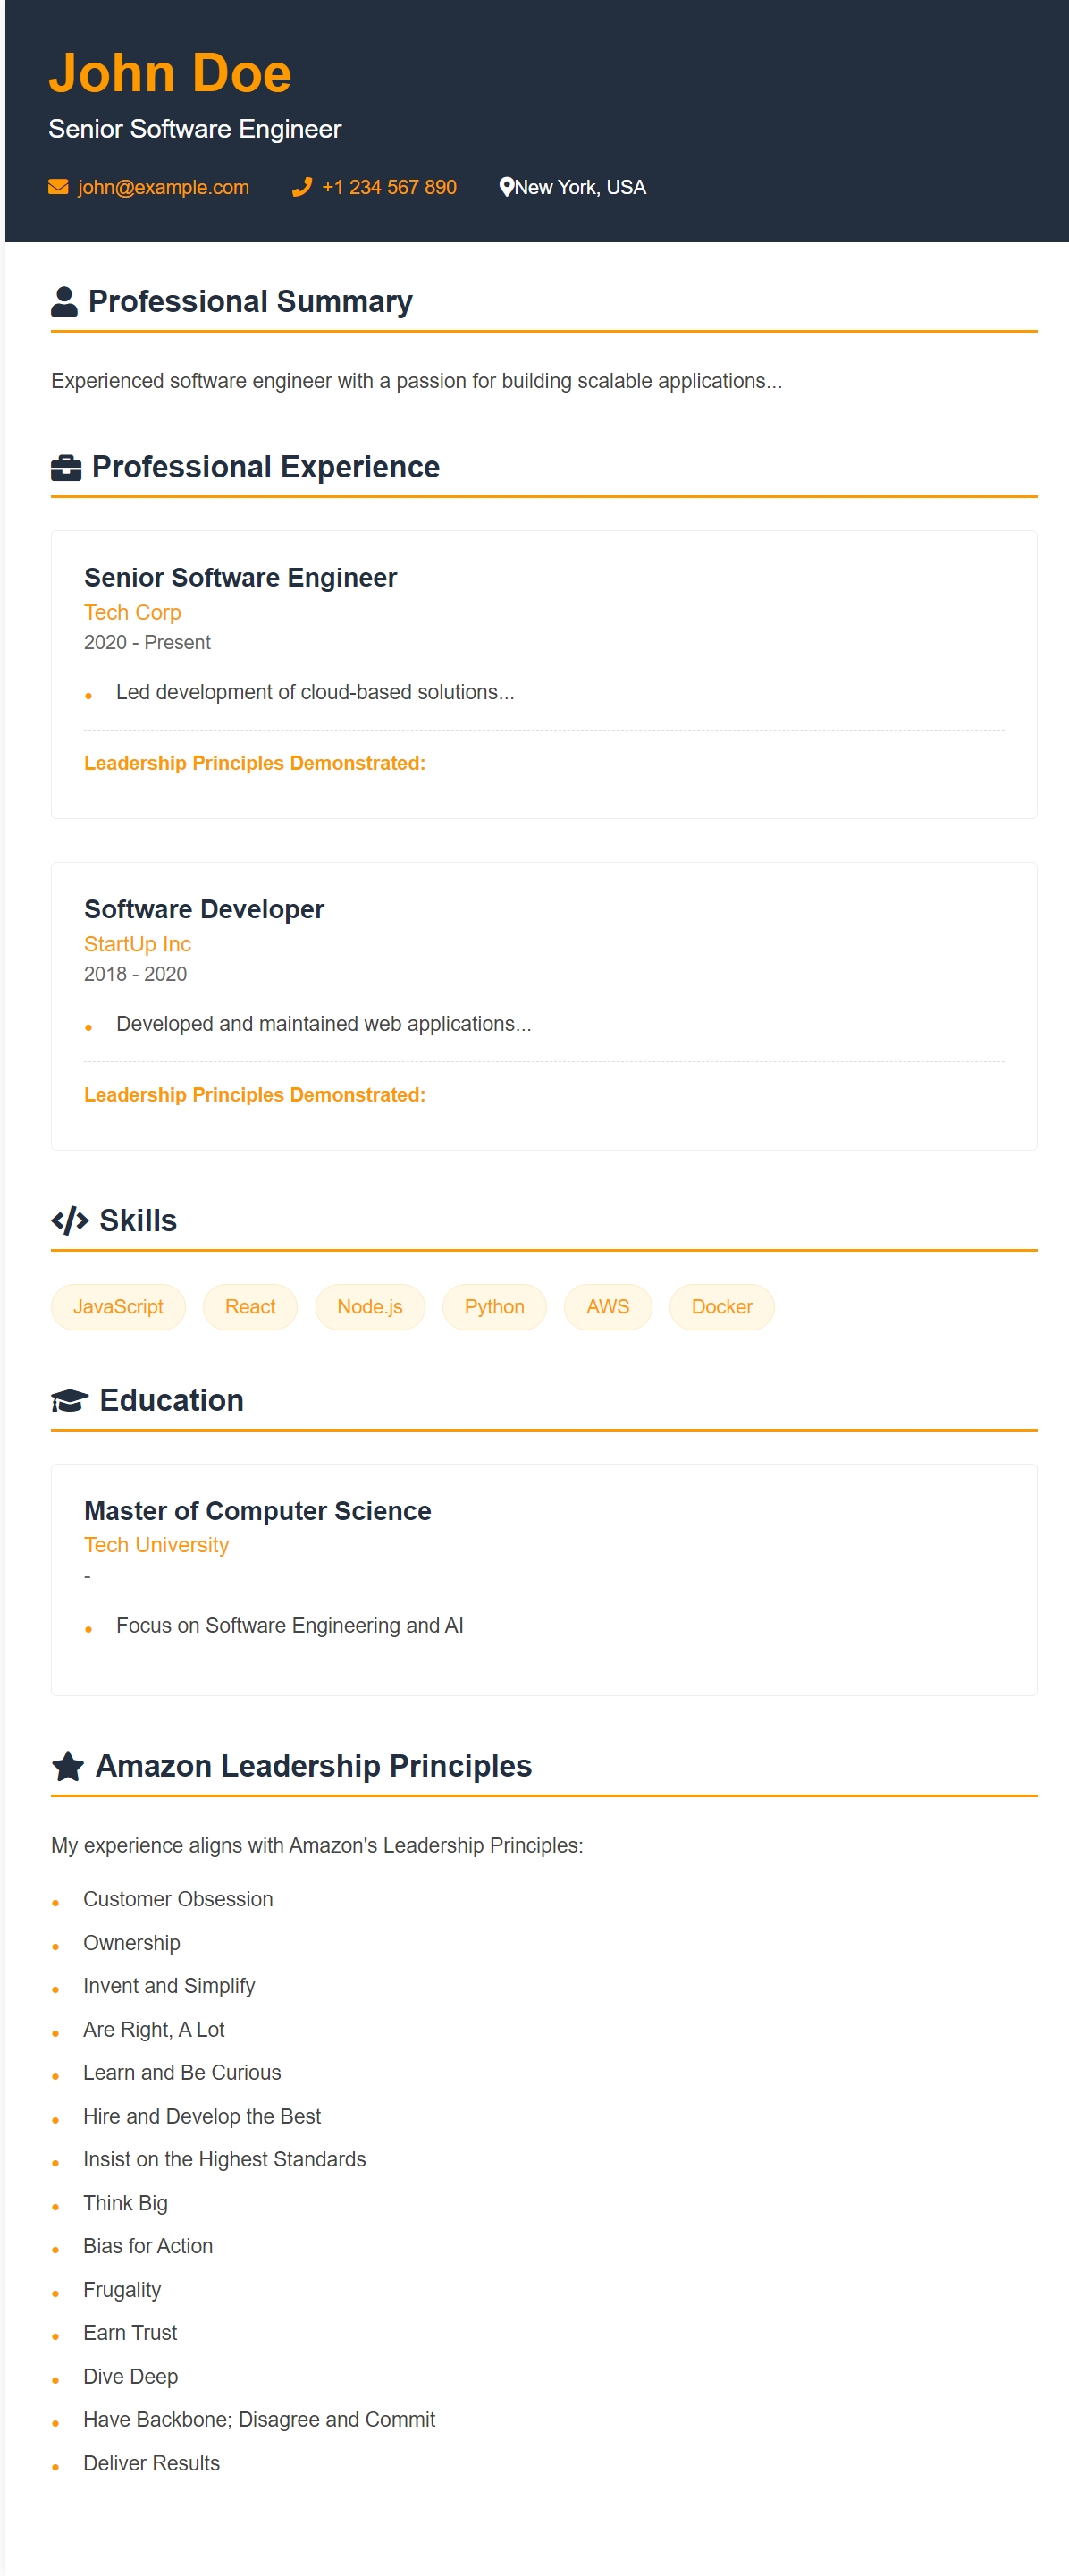 John Doe
Senior Software Engineer
john@example.com +1 234 567 890 New York, USA
Professional Summary
Experienced software engineer with a passion for building scalable applications...
Professional Experience
Senior Software Engineer
Tech Corp
2020 - Present
• Led development of cloud-based solutions...
Leadership Principles Demonstrated:
Software Developer
StartUp Inc
2018 - 2020
• Developed and maintained web applications...
Leadership Principles Demonstrated:
Skills
JavaScript React Node.js Python AWS Docker
Education
Master of Computer Science
Tech University
-
• Focus on Software Engineering and AI
Amazon Leadership Principles
My experience aligns with Amazon's Leadership Principles:
• Customer Obsession
• Ownership
• Invent and Simplify
• Are Right, A Lot
• Learn and Be Curious
• Hire and Develop the Best
• Insist on the Highest Standards
• Think Big
• Bias for Action
• Frugality
• Earn Trust
• Dive Deep
• Have Backbone; Disagree and Commit
• Deliver Results